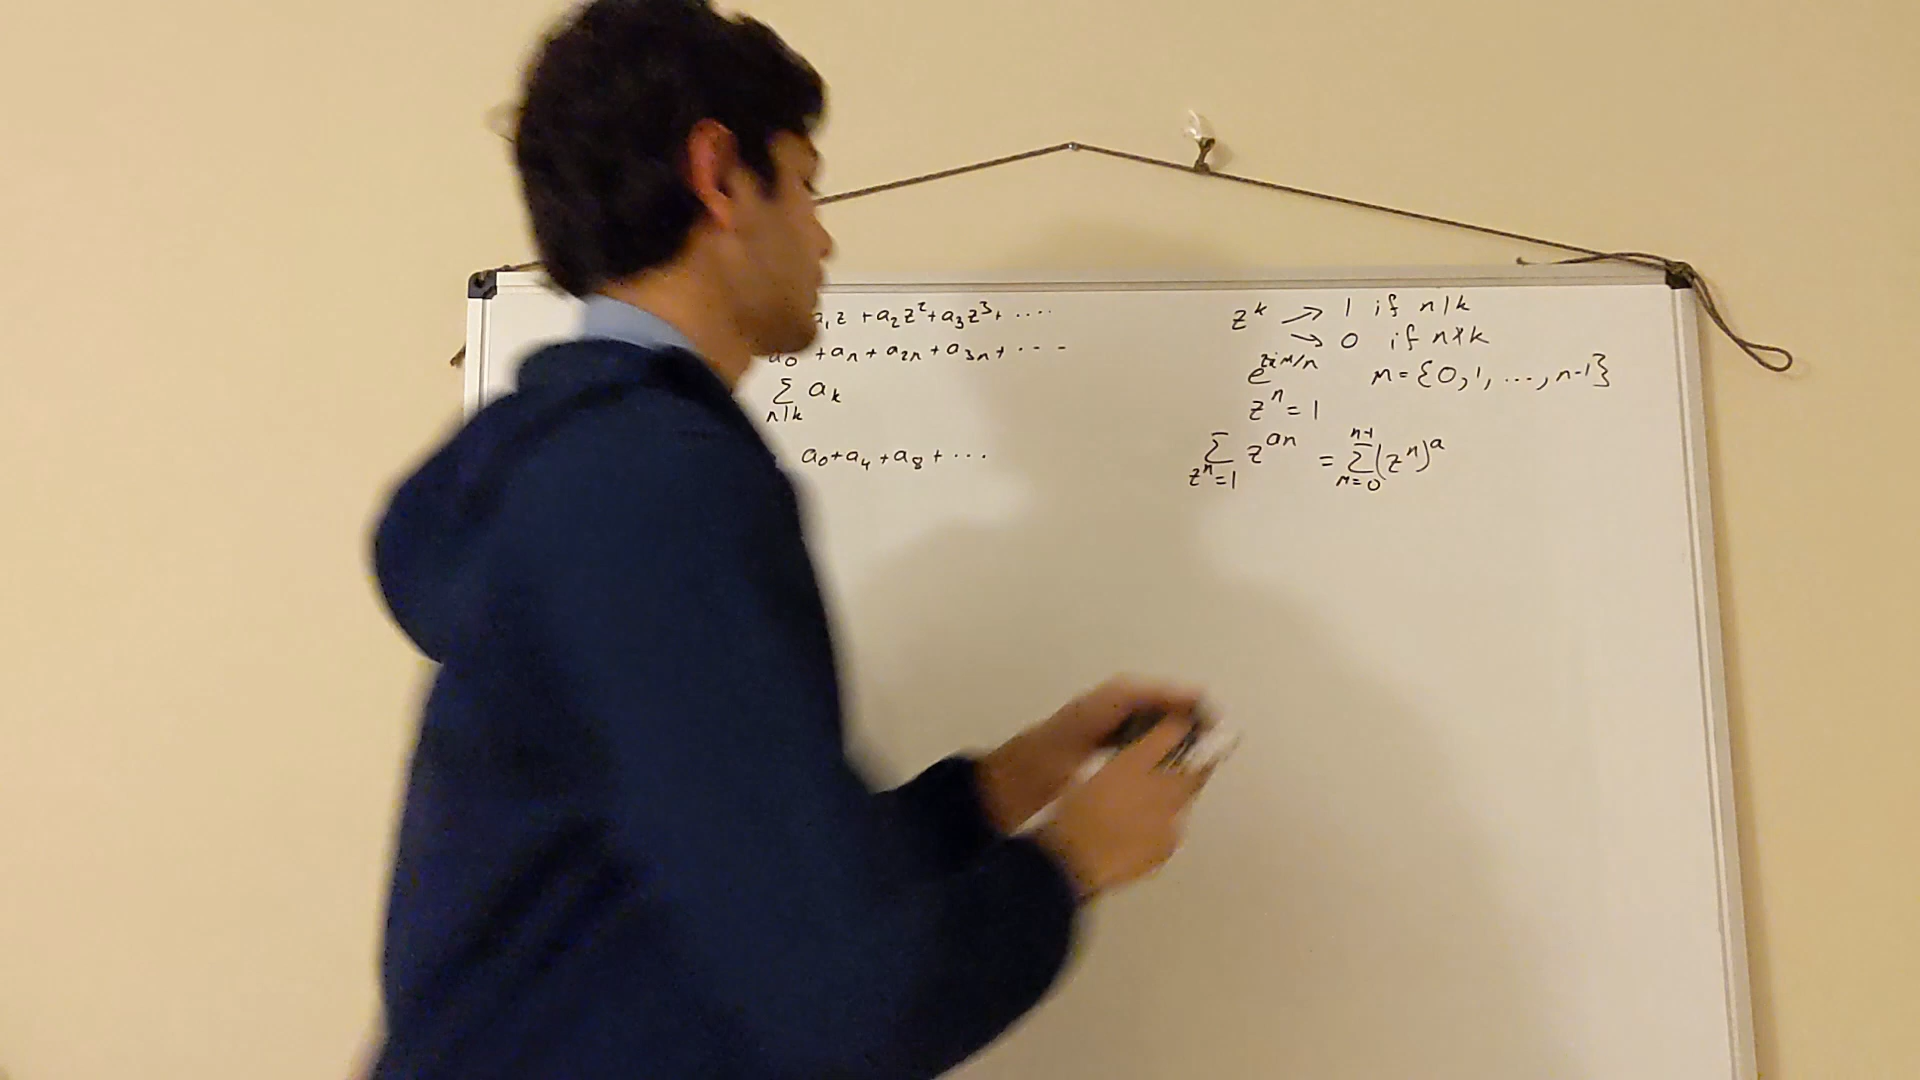 a₁z + a₂z² + a₃z³ + ....
a₀ + aₙ + a₂ₙ + a₃ₙ + ---
∑ aₖ
n|k
a₀ + a₄ + a₈ + ...
zᵏ → 1 if n|k
→ 0 if n∤k
m = {0, 1, ..., n-1}
zⁿ = 1
∑_{zⁿ=1} z^{an} = ∑_{m=0}^{n-1} (zⁿ)ᵃ